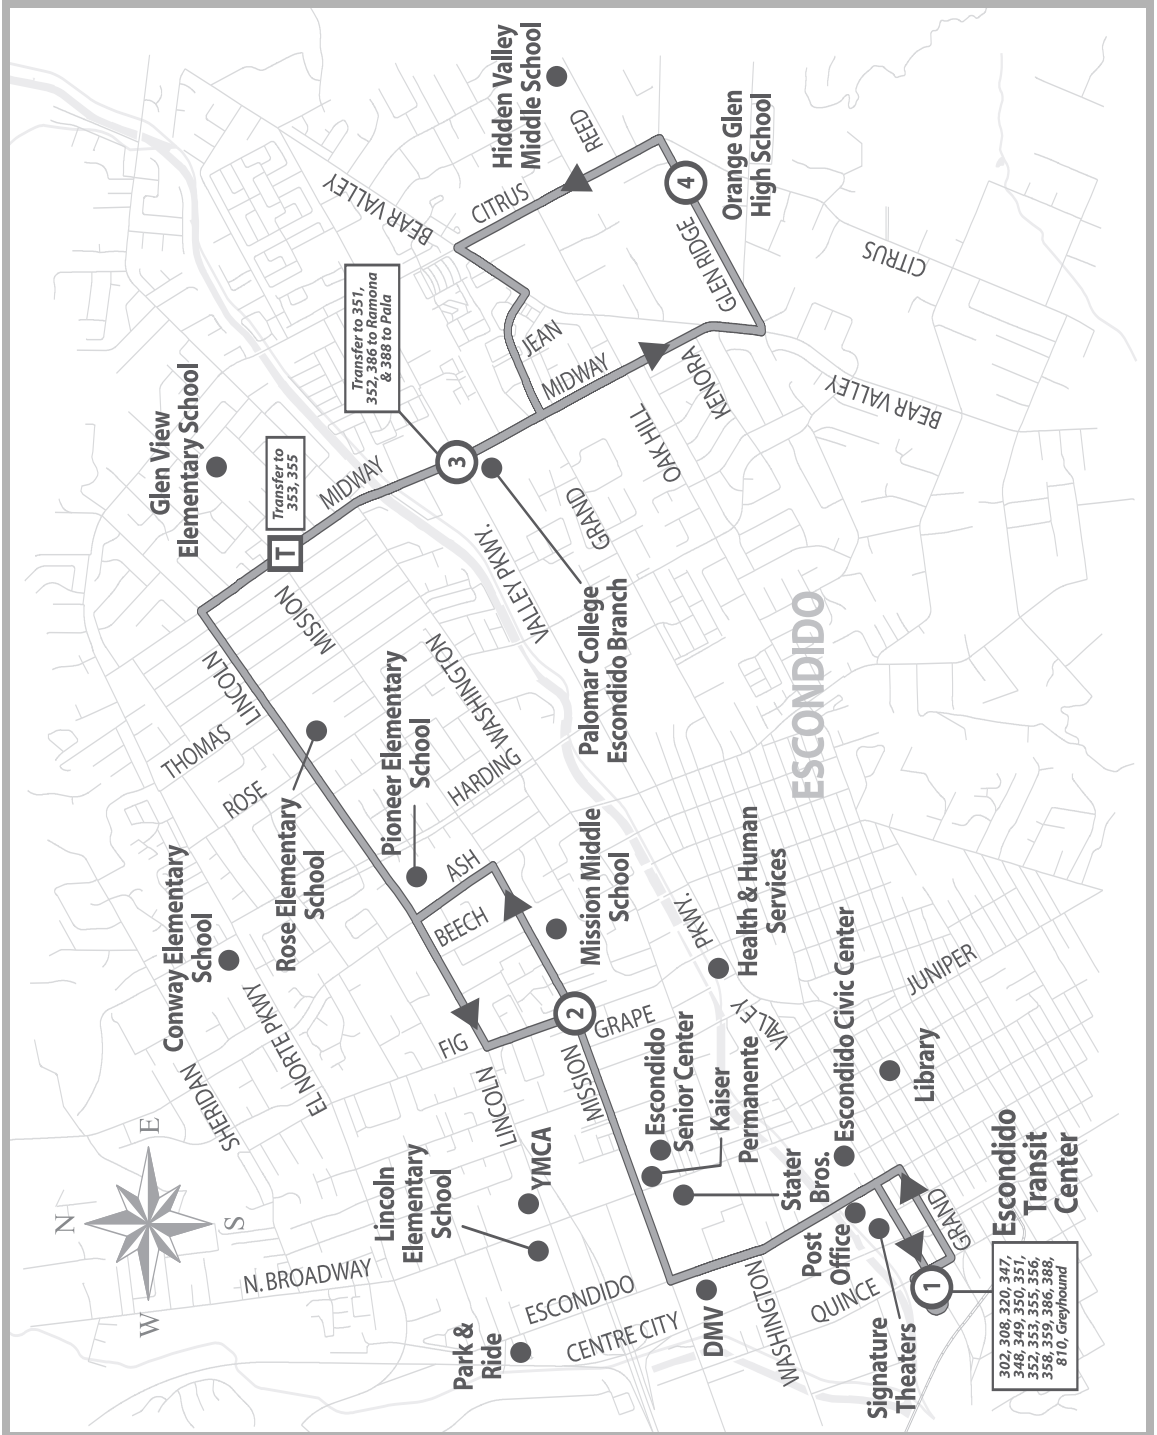 Hidden Valley
Middle School
REED
CITRUS
BEAR VALLEY
4
Orange Glen
High School
GLEN RIDGE
CITRUS
Transfer to 351,
352, 386 to Ramona
& 388 to Pala
JEAN
MIDWAY
KENORA
BEAR VALLEY
OAK HILL
Glen View
Elementary School
Transfer to
353, 355
MIDWAY
3
GRAND
T
VALLEY PKWY.
MISSION
LINCOLN
Palomar College
Escondido Branch
WASHINGTON
THOMAS
HARDING
ROSE
Pioneer Elementary
School
ESCONDIDO
Rose Elementary
School
ASH
BEECH
Mission Middle
School
Conway Elementary
School
PKWY.
Health & Human
Services
EL NORTE PKWY
SHERIDAN
FIG
2
GRAPE
VALLEY
JUNIPER
LINCOLN
MISSION
Escondido
Senior Center
Kaiser
Permanente
Escondido Civic Center
Library
N
E
S
W
Lincoln
Elementary
School
YMCA
Stater
Bros.
Escondido
Transit
Center
N. BROADWAY
ESCONDIDO
CENTRE CITY
Park &
Ride
DMV
WASHINGTON
Post
Office
QUINCE
GRAND
1
Signature
Theaters
302, 308, 320, 347,
348, 349, 350, 351,
352, 353, 355, 356,
358, 359, 386, 388,
810, Greyhound